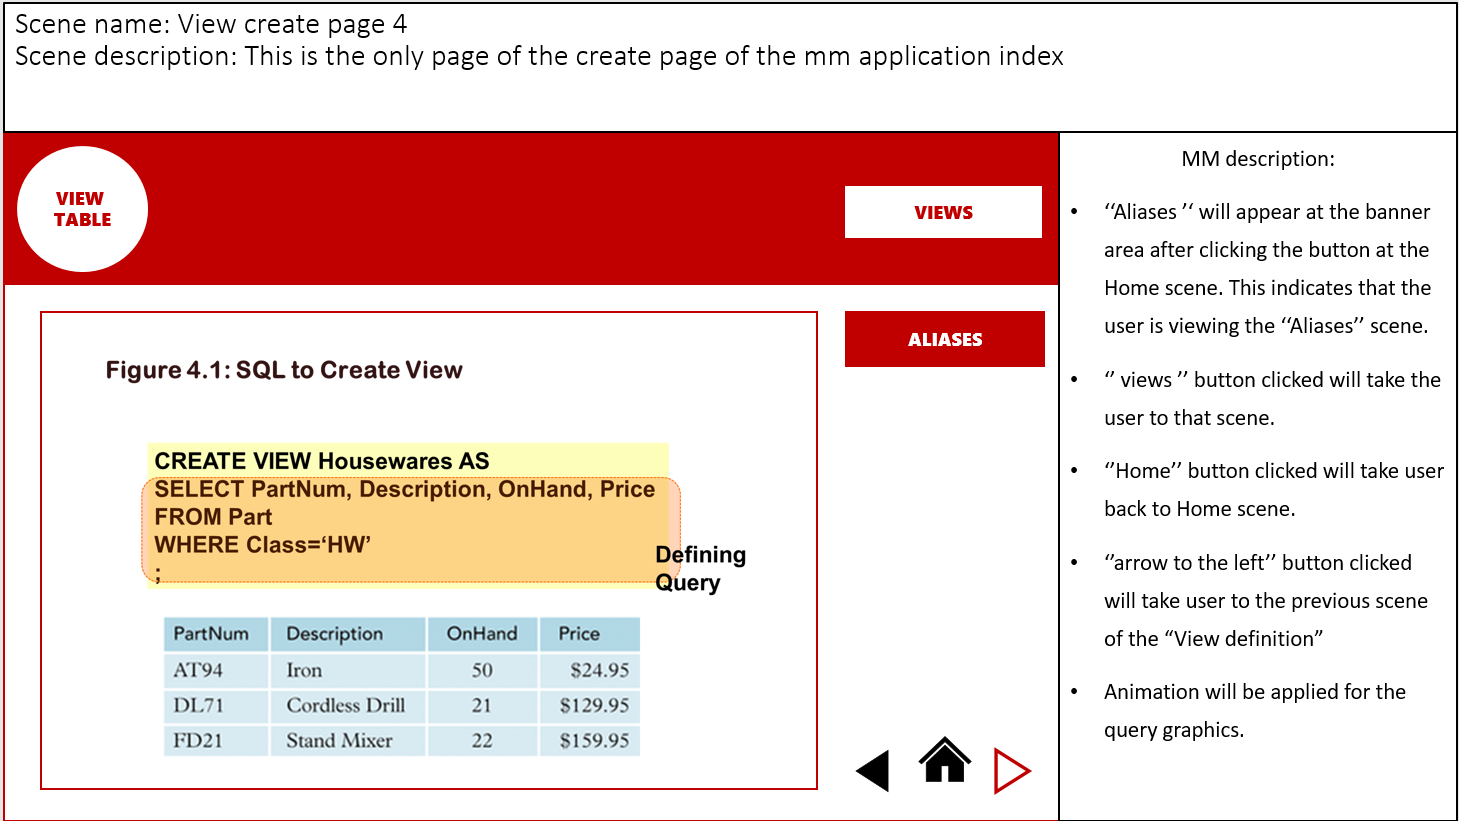 Scene name: View create page 4
Scene description: This is the only page of the create page of the mm application index
VIEW
TABLE
VIEWS
ALIASES
Figure 4.1: SQL to Create View
CREATE VIEW Housewares AS
SELECT PartNum, Description, OnHand, Price
FROM Part
WHERE Class=‘HW’
;
Defining
Query
PartNum Description OnHand Price
AT94 Iron 50 $24.95
DL71 Cordless Drill 21 $129.95
FD21 Stand Mixer 22 $159.95
MM description:
• ‘‘Aliases ’‘ will appear at the banner
area after clicking the button at the
Home scene. This indicates that the
user is viewing the ‘‘Aliases’’ scene.
• ‘’ views ’’ button clicked will take the
user to that scene.
• ‘’Home’’ button clicked will take user
back to Home scene.
• ‘’arrow to the left’’ button clicked
will take user to the previous scene
of the “View definition”
• Animation will be applied for the
query graphics.